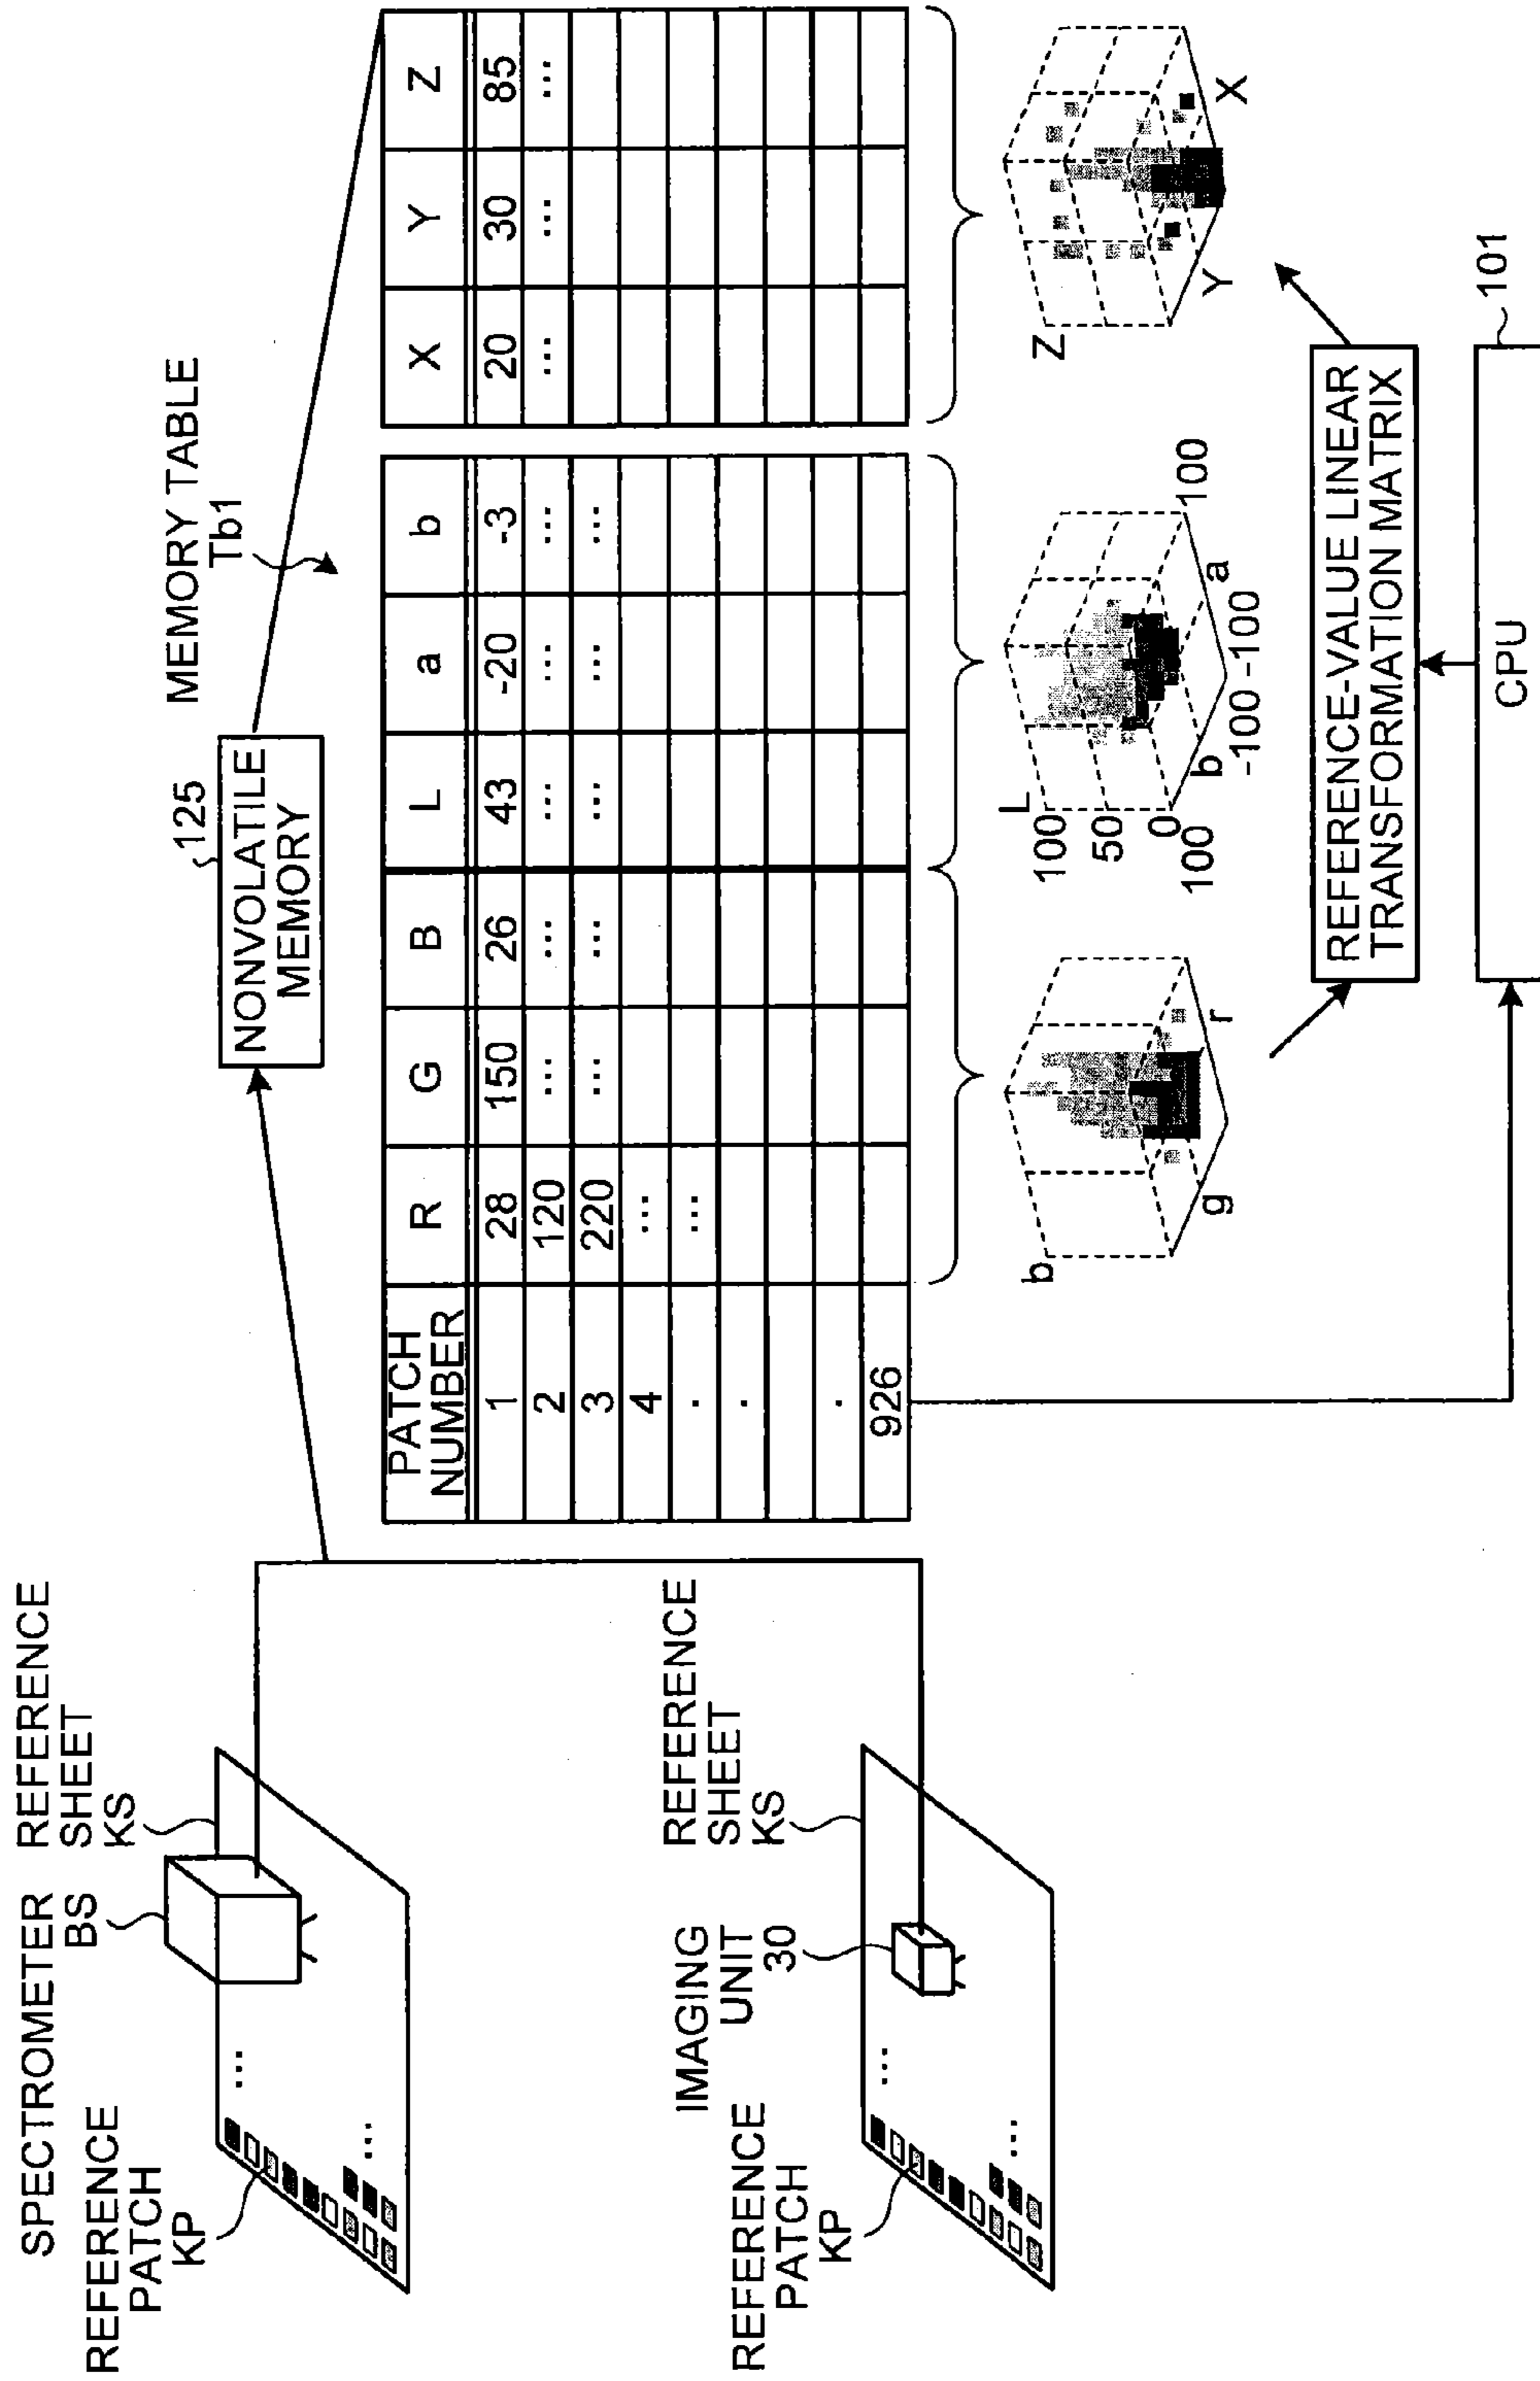 SPECTROMETER
BS
REFERENCE
SHEET
KS
REFERENCE
PATCH
KP
...
...
IMAGING
UNIT
30
REFERENCE
SHEET
KS
REFERENCE
PATCH
KP
...
...
125
NONVOLATILE
MEMORY
MEMORY TABLE
Tb1
PATCH NUMBER R G B L a b X Y Z
1 28 150 26 43 -20 -3 20 30 85
2 120 ... ... ... ... ... ... ... ...
3 220 ... ... ... ... ...
4 ...
. ...
.
.
926
b
g
r
L
100
50
0
100
b
-100
-100
a
100
Z
Y
X
REFERENCE-VALUE LINEAR
TRANSFORMATION MATRIX
101
CPU